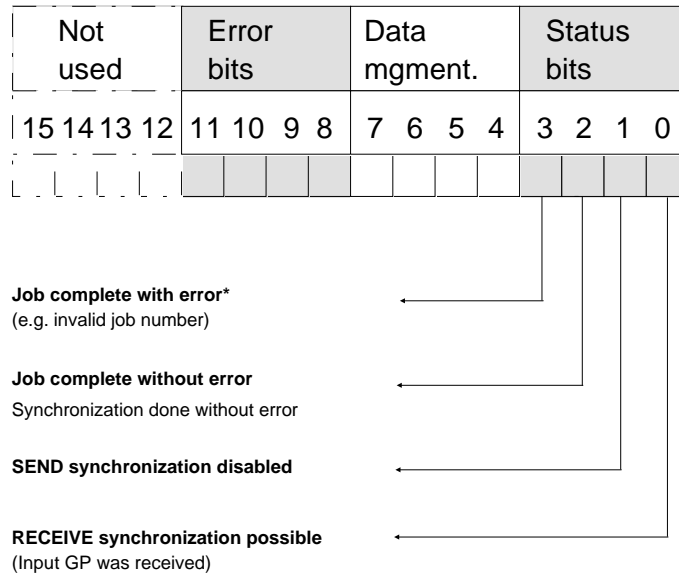 Not used Error bits Data mgment. Status bits
15 14 13 12 11 10 9 8 7 6 5 4 3 2 1 0
Job complete with error*
(e.g. invalid job number)
Job complete without error
Synchronization done without error
SEND synchronization disabled
RECEIVE synchronization possible
(Input GP was received)